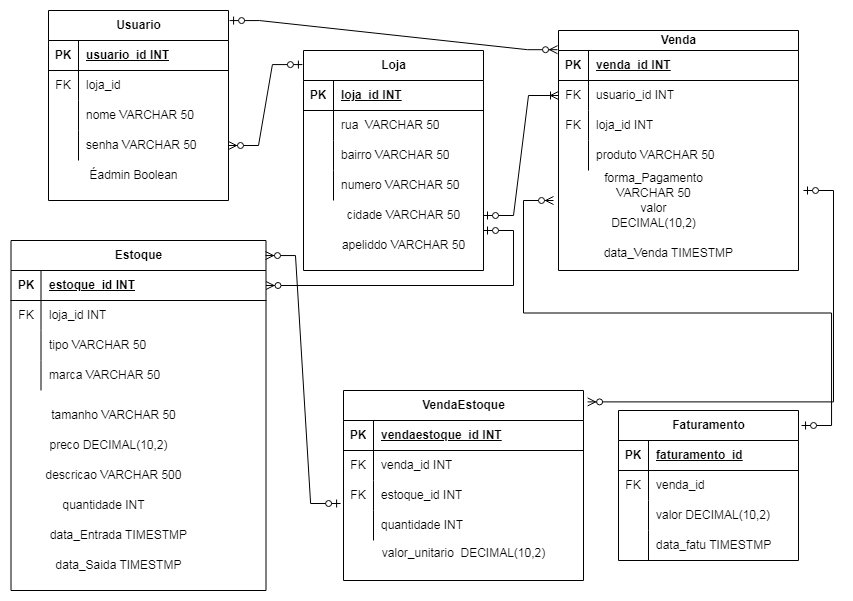 Usuario
PK usuario_id INT
FK loja_id
nome VARCHAR 50
senha VARCHAR 50
Éadmin Boolean
Loja
PK loja_id INT
rua VARCHAR 50
bairro VARCHAR 50
numero VARCHAR 50
cidade VARCHAR 50
apeliddo VARCHAR 50
Venda
PK venda_id INT
FK usuario_id INT
FK loja_id INT
produto VARCHAR 50
forma_Pagamento
VARCHAR 50
valor
DECIMAL(10,2)
data_Venda TIMESTMP
Estoque
PK estoque_id INT
FK loja_id INT
tipo VARCHAR 50
marca VARCHAR 50
tamanho VARCHAR 50
preco DECIMAL(10,2)
descricao VARCHAR 500
quantidade INT
data_Entrada TIMESTMP
data_Saida TIMESTMP
VendaEstoque
PK vendaestoque_id INT
FK venda_id INT
FK estoque_id INT
quantidade INT
valor_unitario DECIMAL(10,2)
Faturamento
PK faturamento_id
FK venda_id
valor DECIMAL(10,2)
data_fatu TIMESTMP